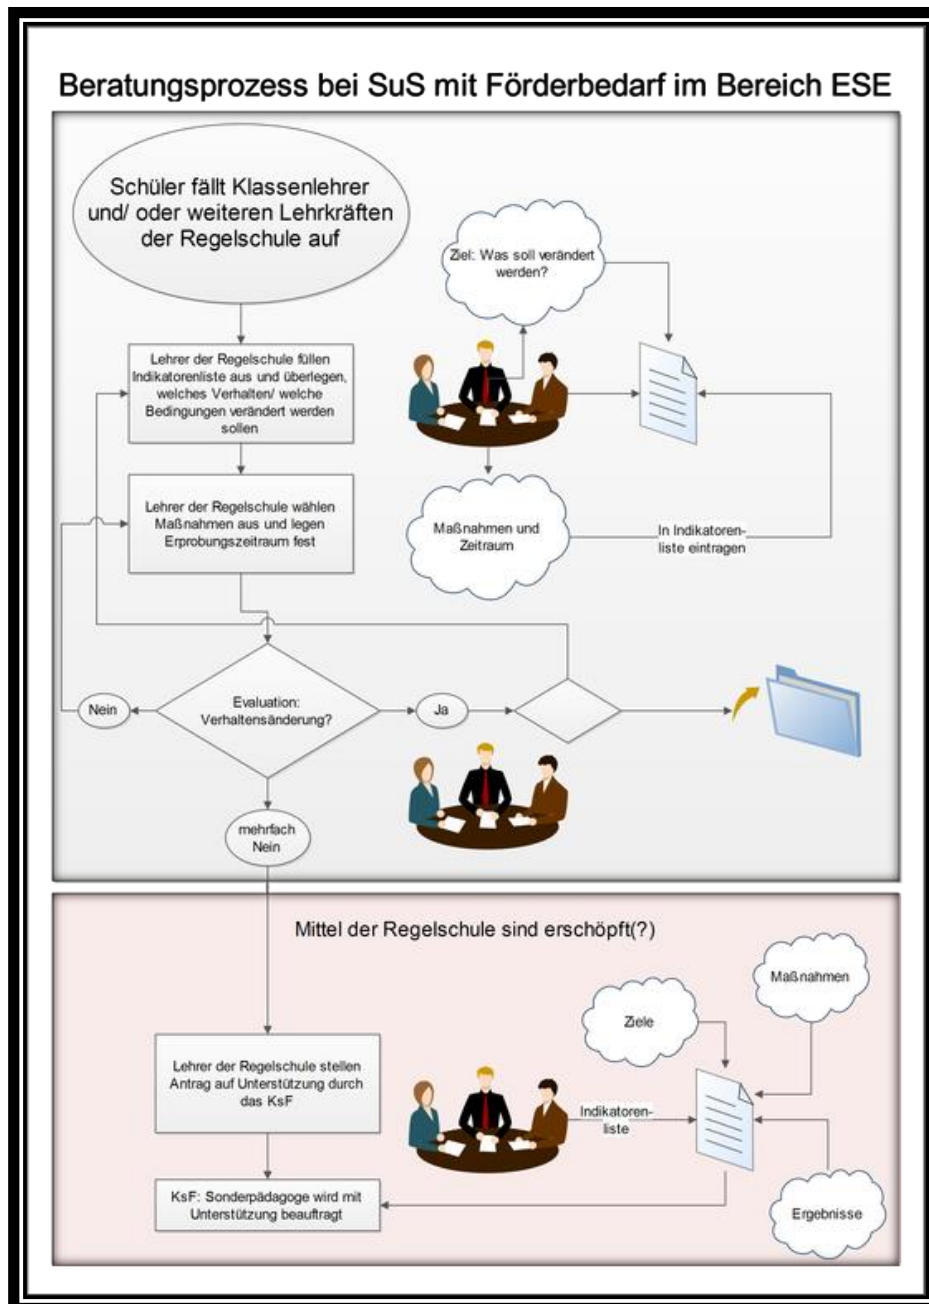 Beratungsprozess bei SuS mit Förderbedarf im Bereich ESE
Schüler fällt Klassenlehrer
und/ oder weiteren Lehrkräften
der Regelschule auf
Ziel: Was soll verändert
werden?
Lehrer der Regelschule füllen
Indikatorenliste aus und überlegen,
welches Verhalten/ welche
Bedingungen verändert werden
sollen
Lehrer der Regelschule wählen
Maßnahmen aus und legen
Erprobungszeitraum fest
Maßnahmen und
Zeitraum
In Indikatoren-
liste eintragen
Nein
Evaluation:
Verhaltensänderung?
Ja
mehrfach
Nein
Mittel der Regelschule sind erschöpft(?)
Maßnahmen
Ziele
Lehrer der Regelschule stellen
Antrag auf Unterstützung durch
das KsF
Indikatoren-
liste
KsF: Sonderpädagoge wird mit
Unterstützung beauftragt
Ergebnisse